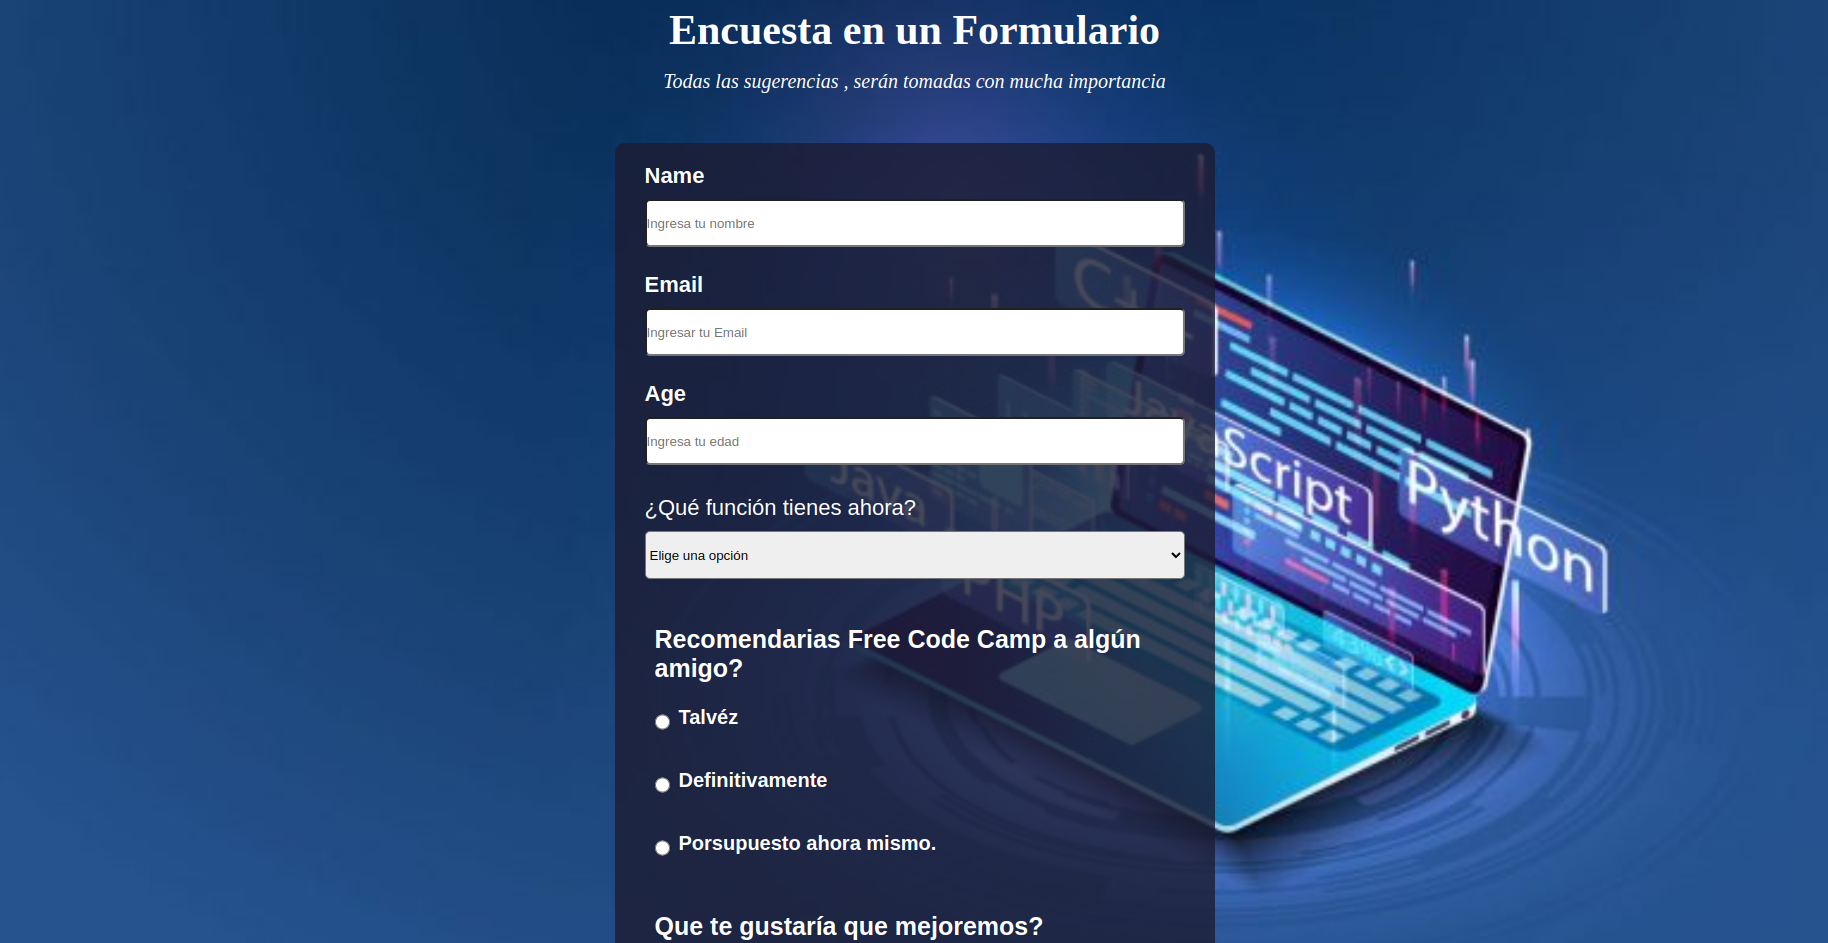 Encuesta en un Formulario
Todas las sugerencias , serán tomadas con mucha importancia
Name
Ingresa tu nombre
Email
Ingresar tu Email
Age
Ingresa tu edad
¿Qué función tienes ahora?
Elige una opción
Recomendarias Free Code Camp a algún
amigo?
Talvéz
Definitivamente
Porsupuesto ahora mismo.
Que te gustaría que mejoremos?
Java
PHp
Script
Python